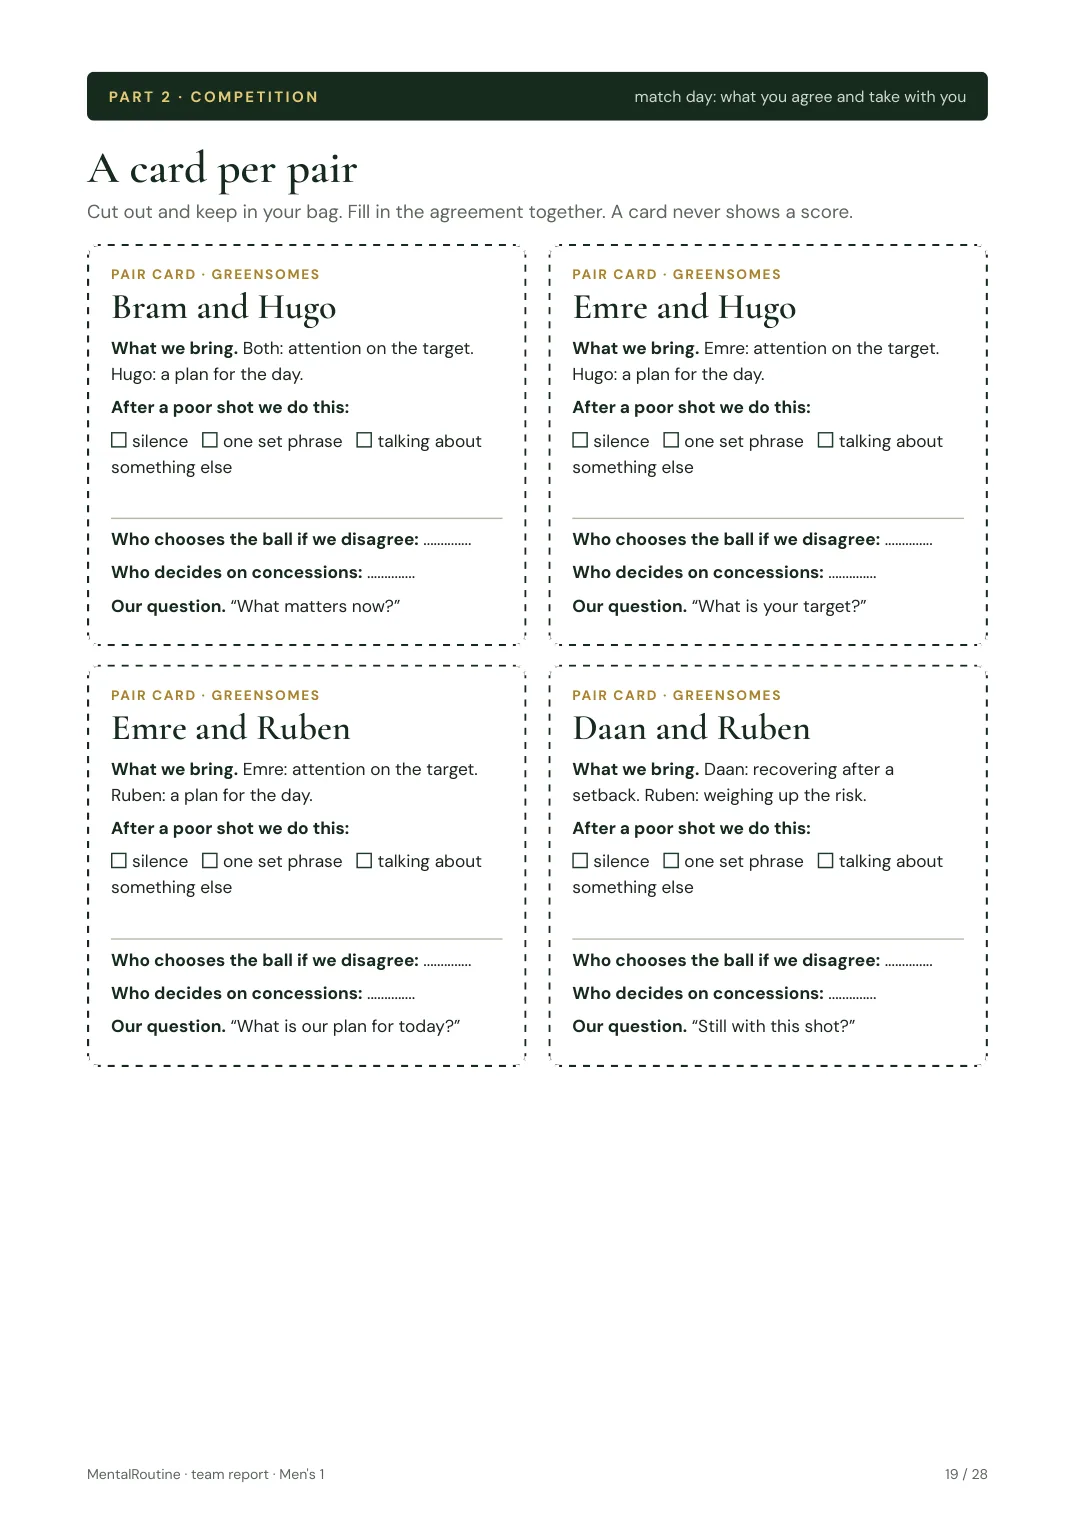 PART 2 · COMPETITION
match day: what you agree and take with you
A card per pair
Cut out and keep in your bag. Fill in the agreement together. A card never shows a score.
PAIR CARD · GREENSOMES
Bram and Hugo
What we bring. Both: attention on the target.
Hugo: a plan for the day.
After a poor shot we do this:
☐ silence ☐ one set phrase ☐ talking about
something else
Who chooses the ball if we disagree: ..............
Who decides on concessions: ..............
Our question. “What matters now?”
PAIR CARD · GREENSOMES
Emre and Hugo
What we bring. Emre: attention on the target.
Hugo: a plan for the day.
After a poor shot we do this:
☐ silence ☐ one set phrase ☐ talking about
something else
Who chooses the ball if we disagree: ..............
Who decides on concessions: ..............
Our question. “What is your target?”
PAIR CARD · GREENSOMES
Emre and Ruben
What we bring. Emre: attention on the target.
Ruben: a plan for the day.
After a poor shot we do this:
☐ silence ☐ one set phrase ☐ talking about
something else
Who chooses the ball if we disagree: ..............
Who decides on concessions: ..............
Our question. “What is our plan for today?”
PAIR CARD · GREENSOMES
Daan and Ruben
What we bring. Daan: recovering after a
setback. Ruben: weighing up the risk.
After a poor shot we do this:
☐ silence ☐ one set phrase ☐ talking about
something else
Who chooses the ball if we disagree: ..............
Who decides on concessions: ..............
Our question. “Still with this shot?”
MentalRoutine · team report · Men's 1
19 / 28